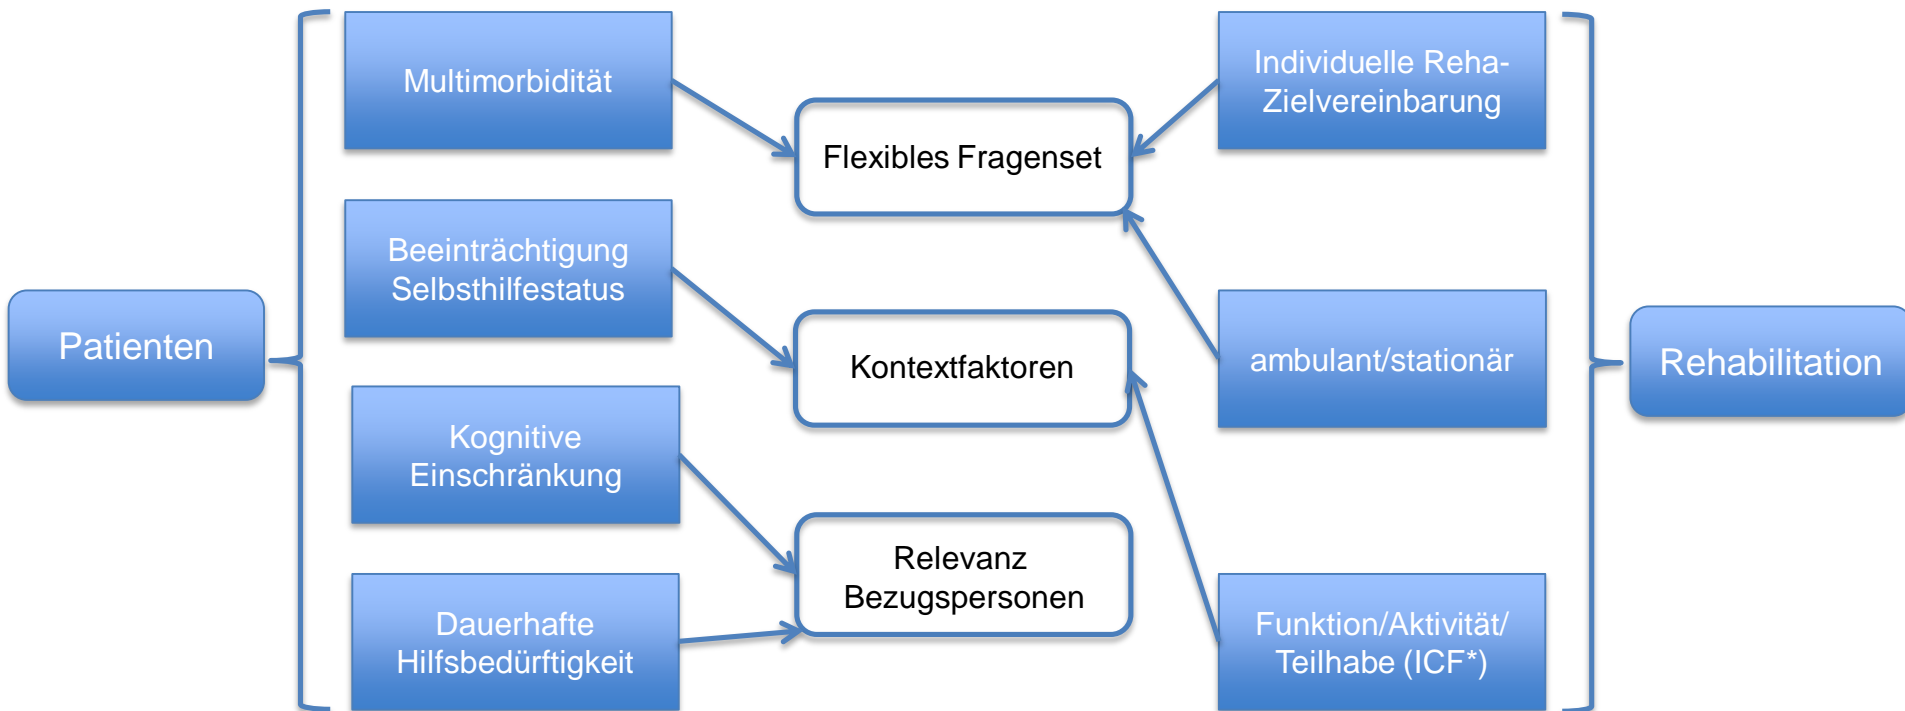 Patienten
Multimorbidität
Beeinträchtigung
Selbsthilfestatus
Kognitive
Einschränkung
Dauerhafte
Hilfsbedürftigkeit
Flexibles Fragenset
Kontextfaktoren
Relevanz
Bezugspersonen
Individuelle Reha-
Zielvereinbarung
ambulant/stationär
Funktion/Aktivität/
Teilhabe (ICF*)
Rehabilitation